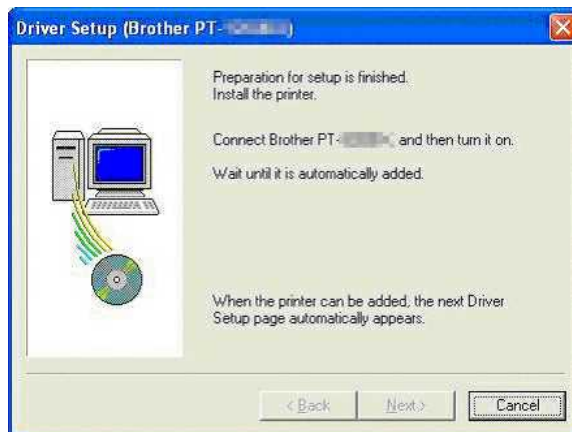 Driver Setup (Brother PT-
Preparation for setup is finished.
Install the printer.
Connect Brother PT- and then turn it on.
Wait until it is automatically added.
When the printer can be added, the next Driver
Setup page automatically appears.
< Back Next > Cancel